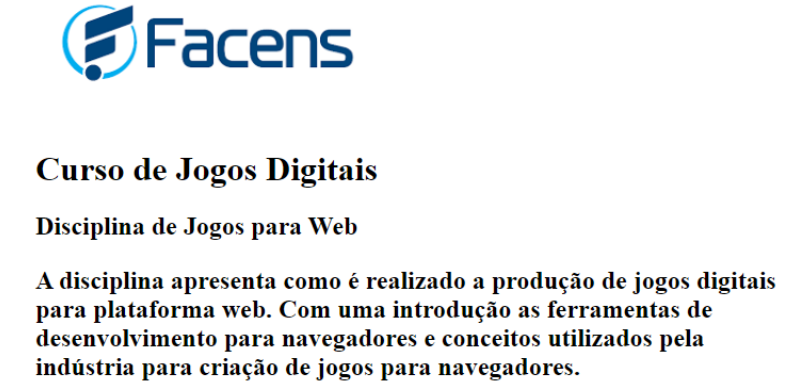 Facens
Curso de Jogos Digitais
Disciplina de Jogos para Web
A disciplina apresenta como é realizado a produção de jogos digitais
para plataforma web. Com uma introdução as ferramentas de
desenvolvimento para navegadores e conceitos utilizados pela
indústria para criação de jogos para navegadores.